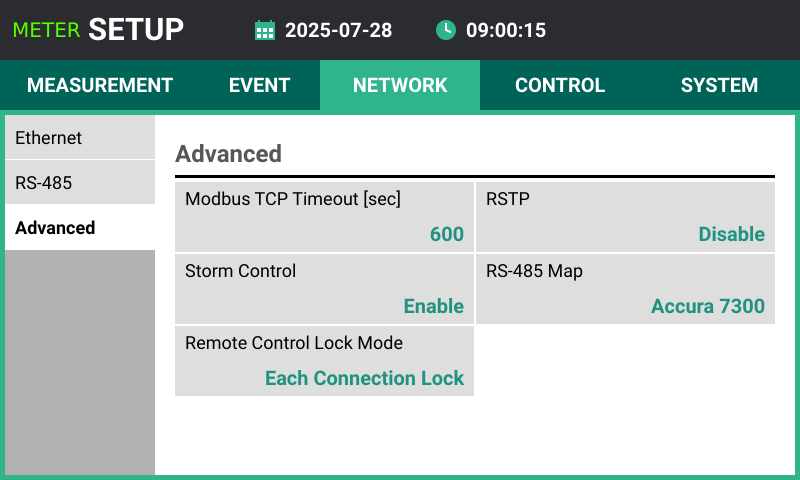 METER SETUP 2025-07-28 09:00:15
MEASUREMENT EVENT NETWORK CONTROL SYSTEM
Ethernet
RS-485
Advanced
Advanced
Modbus TCP Timeout [sec]
600
RSTP
Disable
Storm Control
Enable
RS-485 Map
Accura 7300
Remote Control Lock Mode
Each Connection Lock